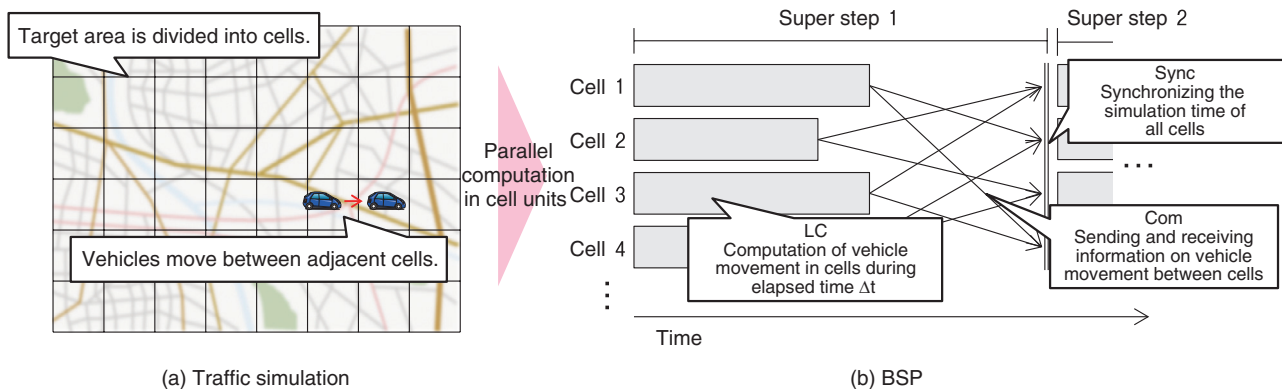 Target area is divided into cells.
Vehicles move between adjacent cells.
(a) Traffic simulation
Parallel
computation
in cell units
Super step 1
Super step 2
Cell 1
Cell 2
Cell 3
Cell 4
Sync
Synchronizing the
simulation time of
all cells
LC
Computation of vehicle
movement in cells during
elapsed time Δt
Com
Sending and receiving
information on vehicle
movement between cells
Time
(b) BSP